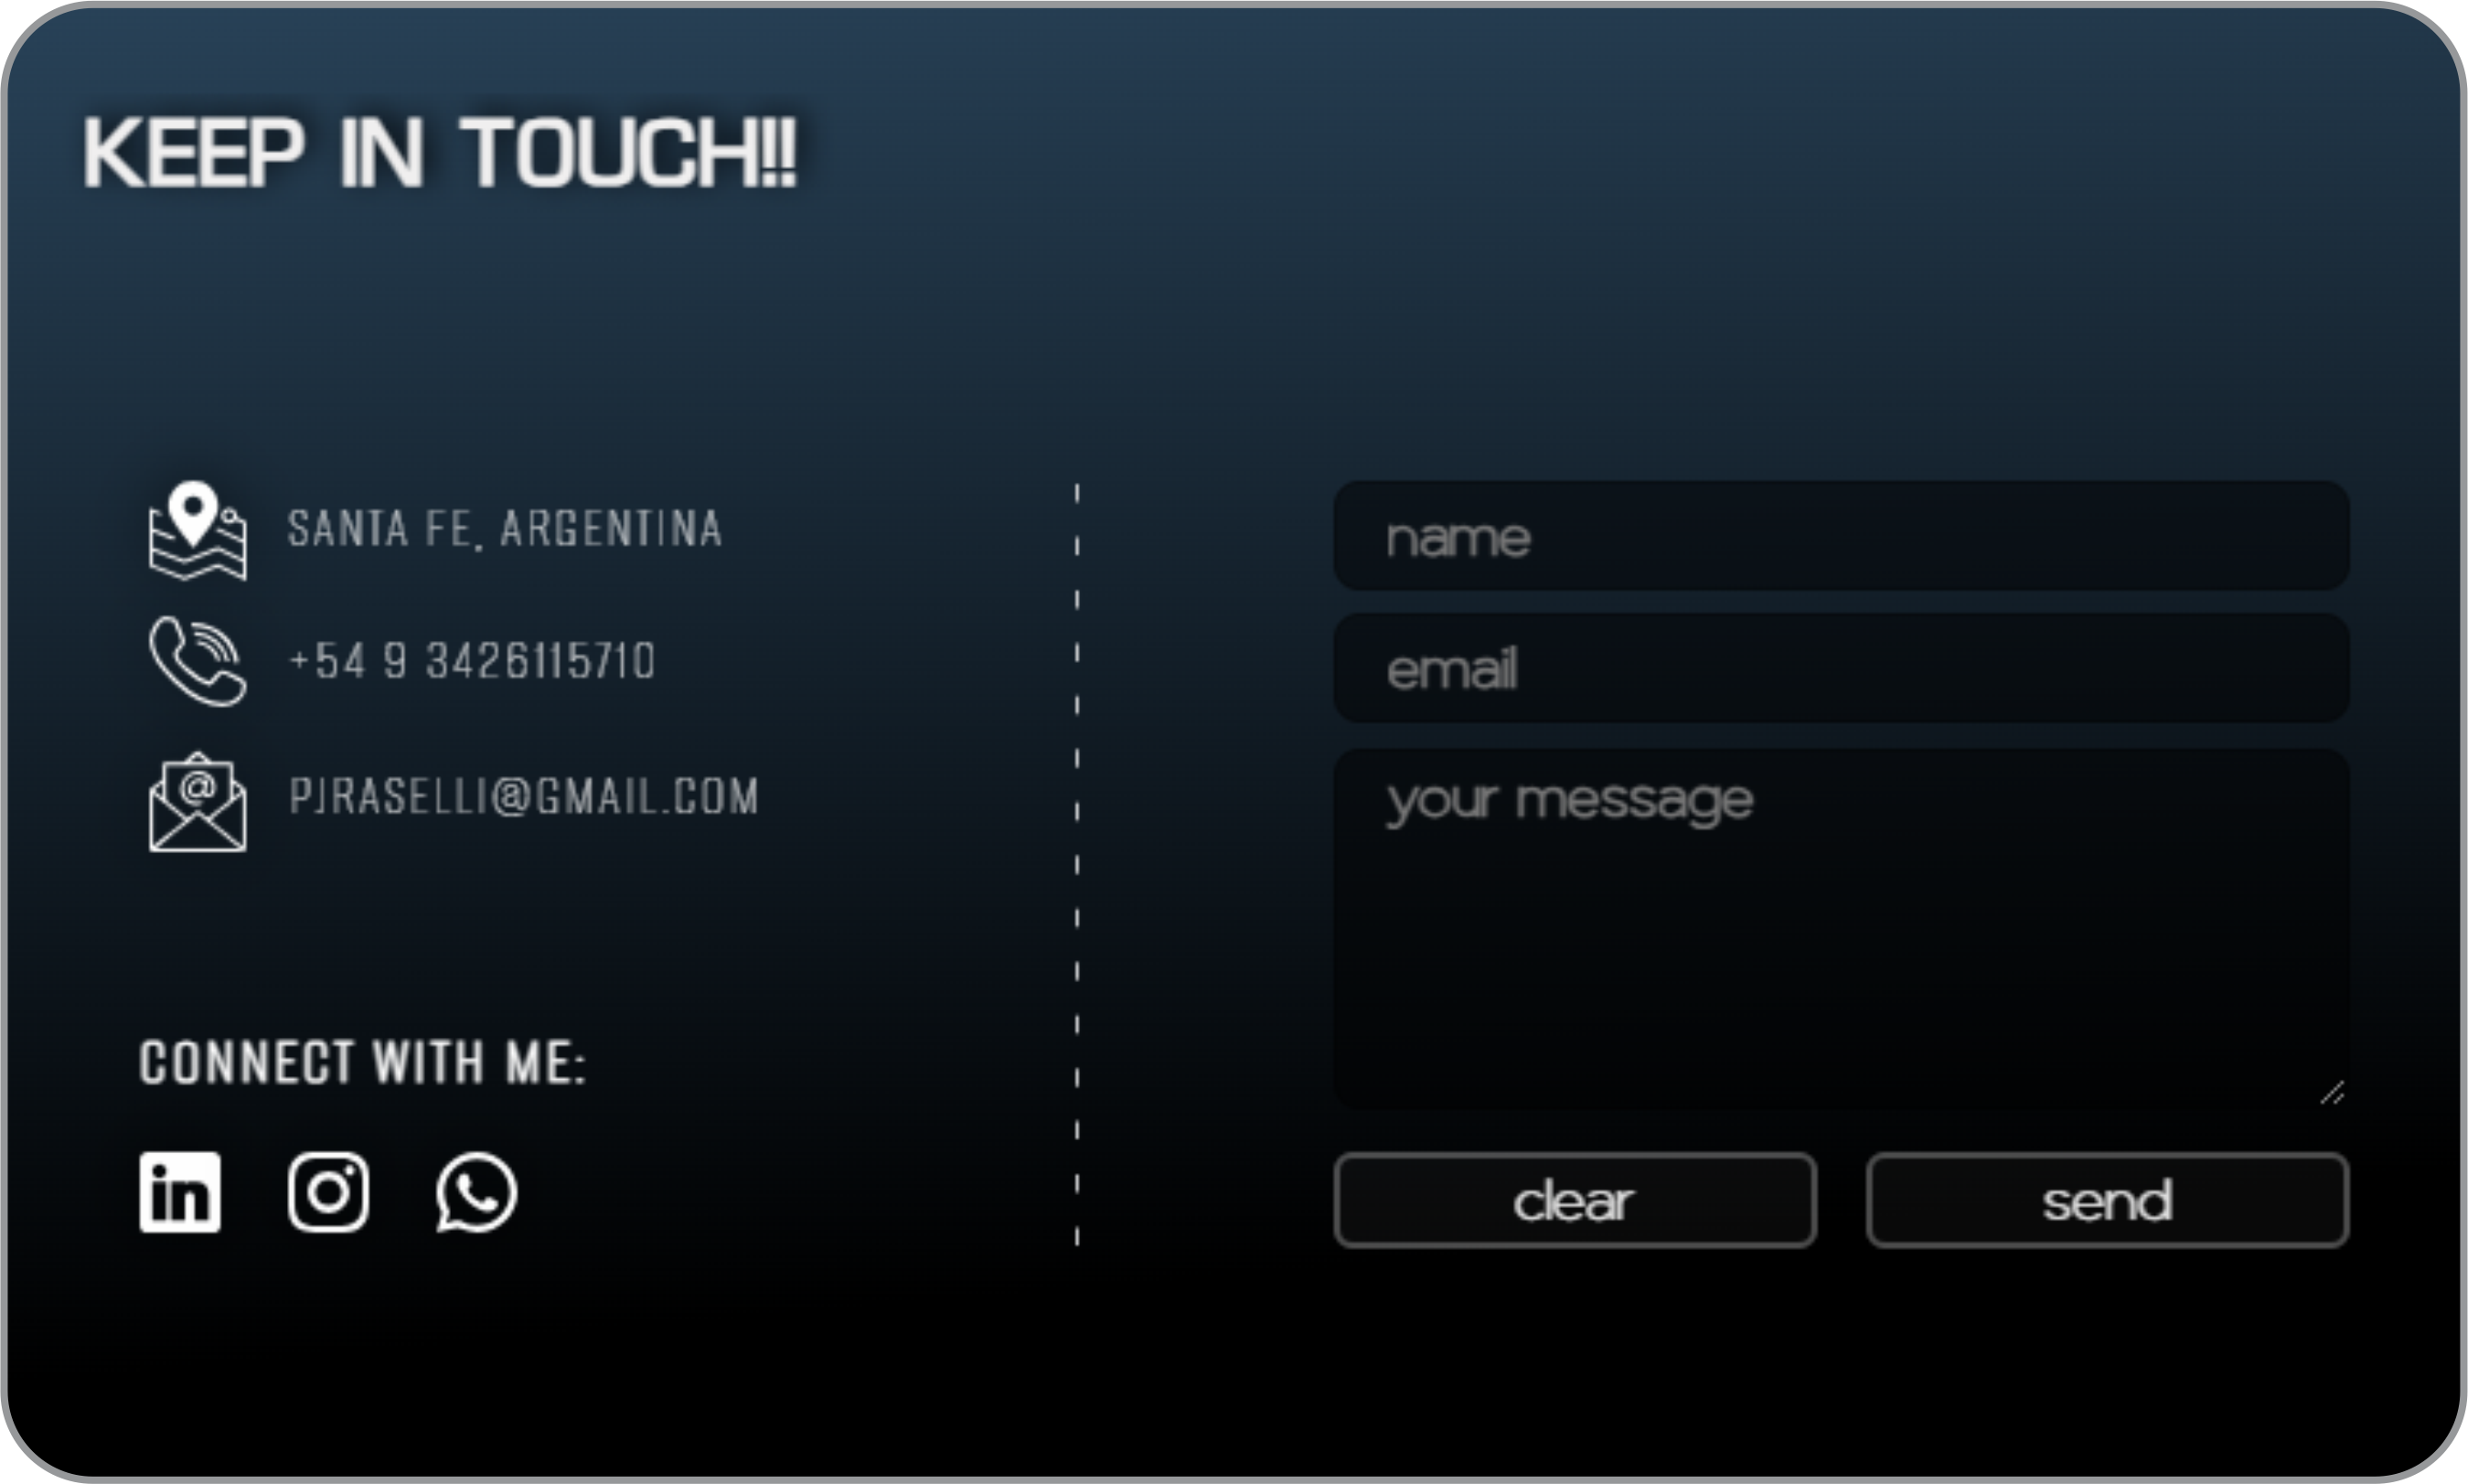 KEEP IN TOUCH!!
SANTA FE, ARGENTINA
+54 9 3426115710
PJRASELLI@GMAIL.COM
CONNECT WITH ME:
in
name
email
your message
clear
send